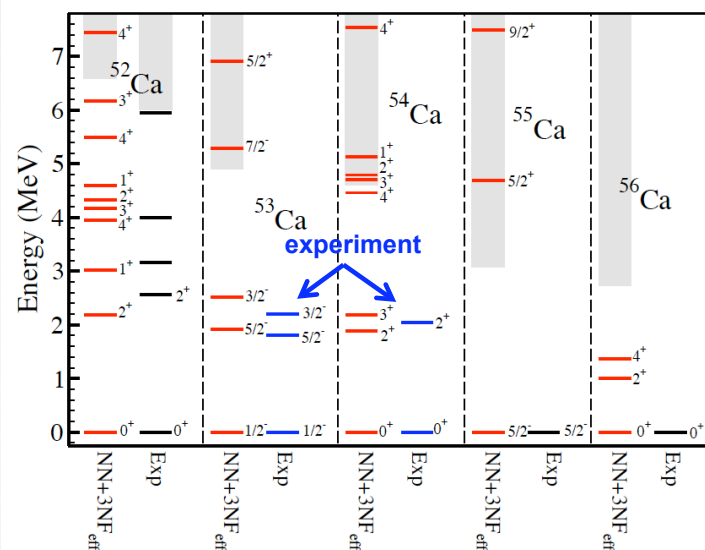 Energy (MeV)
7
6
5
4
3
2
1
0
52Ca
4+
3+
4+
1+
2+
3+
4+
1+
2+
0+
2+
0+
53Ca
5/2+
7/2-
3/2-
5/2-
1/2-
3/2-
5/2-
1/2-
experiment
54Ca
4+
1+
2+
3+
4+
3+
2+
0+
2+
0+
55Ca
9/2+
5/2+
5/2-
5/2-
56Ca
4+
2+
0+
0+
NN+3NFeff
Exp
NN+3NFeff
Exp
NN+3NFeff
Exp
NN+3NFeff
Exp
NN+3NFeff
Exp